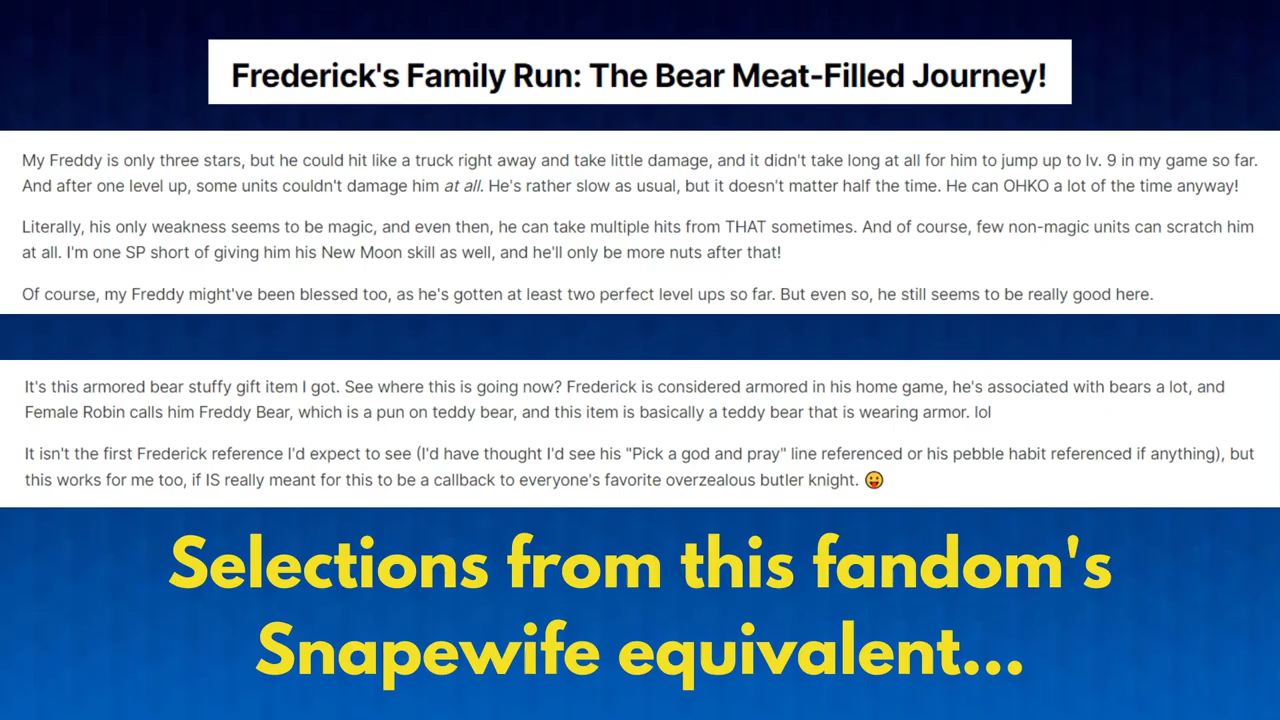 Frederick's Family Run: The Bear Meat-Filled Journey!
My Freddy is only three stars, but he could hit like a truck right away and take little damage, and it didn't take long at all for him to jump up to lv. 9 in my game so far.
And after one level up, some units couldn't damage him at all. He's rather slow as usual, but it doesn't matter half the time. He can OHKO a lot of the time anyway!
Literally, his only weakness seems to be magic, and even then, he can take multiple hits from THAT sometimes. And of course, few non-magic units can scratch him
at all. I'm one SP short of giving him his New Moon skill as well, and he'll only be more nuts after that!
Of course, my Freddy might've been blessed too, as he's gotten at least two perfect level ups so far. But even so, he still seems to be really good here.
It's this armored bear stuffy gift item I got. See where this is going now? Frederick is considered armored in his home game, he's associated with bears a lot, and
Female Robin calls him Freddy Bear, which is a pun on teddy bear, and this item is basically a teddy bear that is wearing armor. lol
It isn't the first Frederick reference I'd expect to see (I'd have thought I'd see his "Pick a god and pray" line referenced or his pebble habit referenced if anything), but
this works for me too, if IS really meant for this to be a callback to everyone's favorite overzealous butler knight. 😛
Selections from this fandom's
Snapewife equivalent...